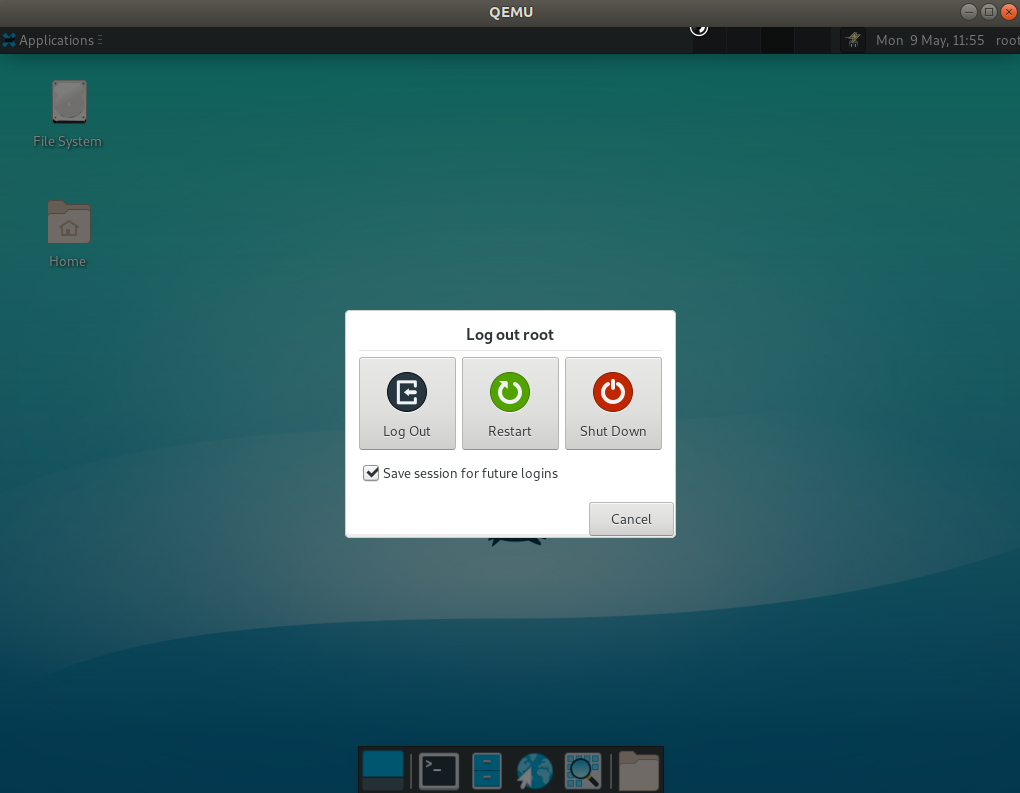 QEMU
Applications
Mon 9 May, 11:55 root
File System
Home
Log out root
Log Out Restart Shut Down
Save session for future logins
Cancel